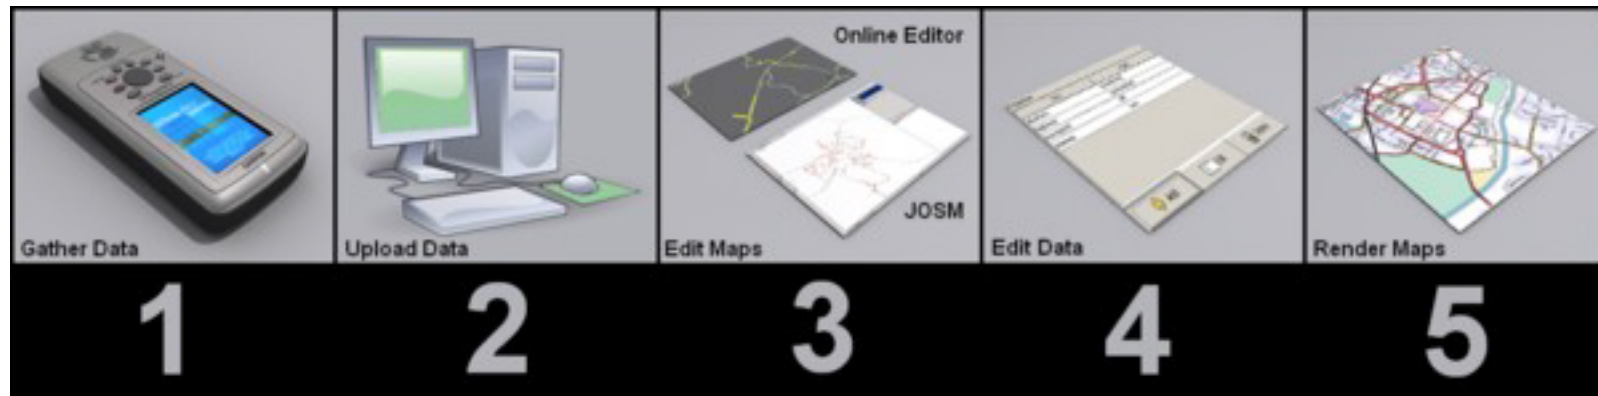 Online Editor
JOSM
Gather Data
Upload Data
Edit Maps
Edit Data
Render Maps
1
2
3
4
5